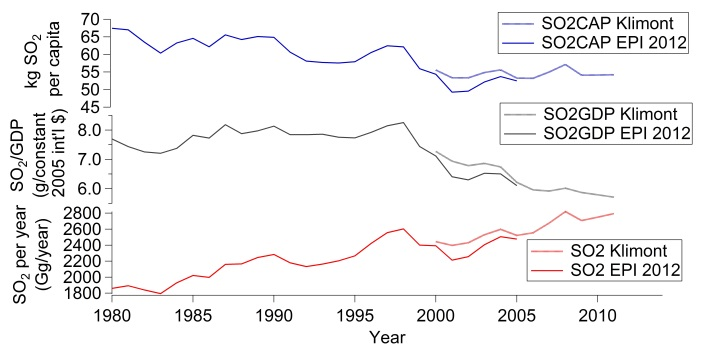 70
65
60
55
50
45
kg SO2
per capita
SO2CAP Klimont
SO2CAP EPI 2012
8.0
7.0
6.0
SO2/GDP
(g/constant
2005 int'l $)
SO2GDP Klimont
SO2GDP EPI 2012
2800
2600
2400
2200
2000
1800
SO2 per year
(Gg/year)
SO2 Klimont
SO2 EPI 2012
1980 1985 1990 1995 2000 2005 2010
Year